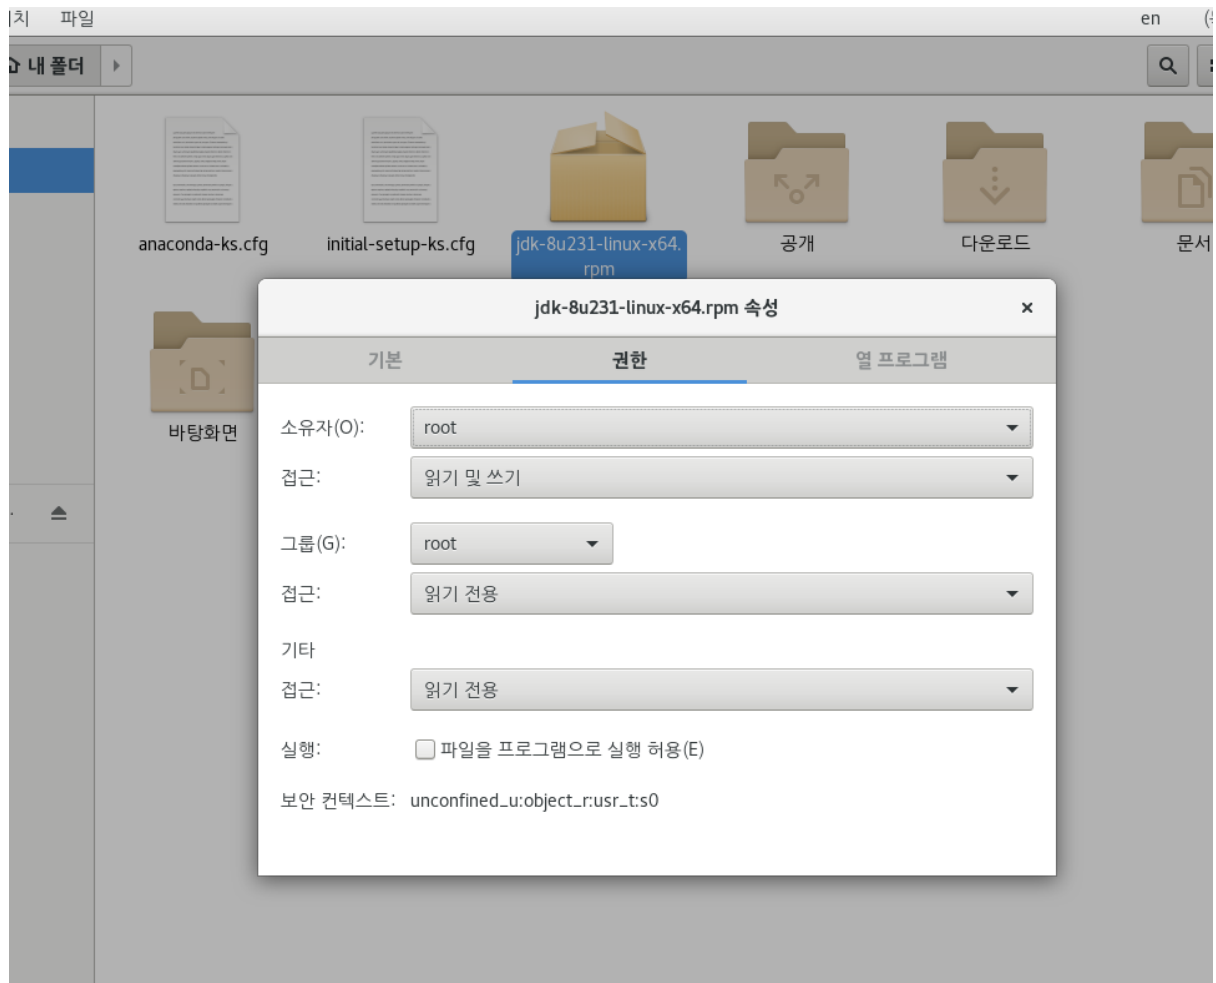 치 파일 en
내 폴더
anaconda-ks.cfg
initial-setup-ks.cfg
jdk-8u231-linux-x64.
rpm
공개
다운로드
문서
바탕화면
jdk-8u231-linux-x64.rpm 속성
기본 권한 열 프로그램
소유자(O): root
접근: 읽기 및 쓰기
그룹(G): root
접근: 읽기 전용
기타
접근: 읽기 전용
실행: 파일을 프로그램으로 실행 허용(E)
보안 컨텍스트: unconfined_u:object_r:usr_t:s0